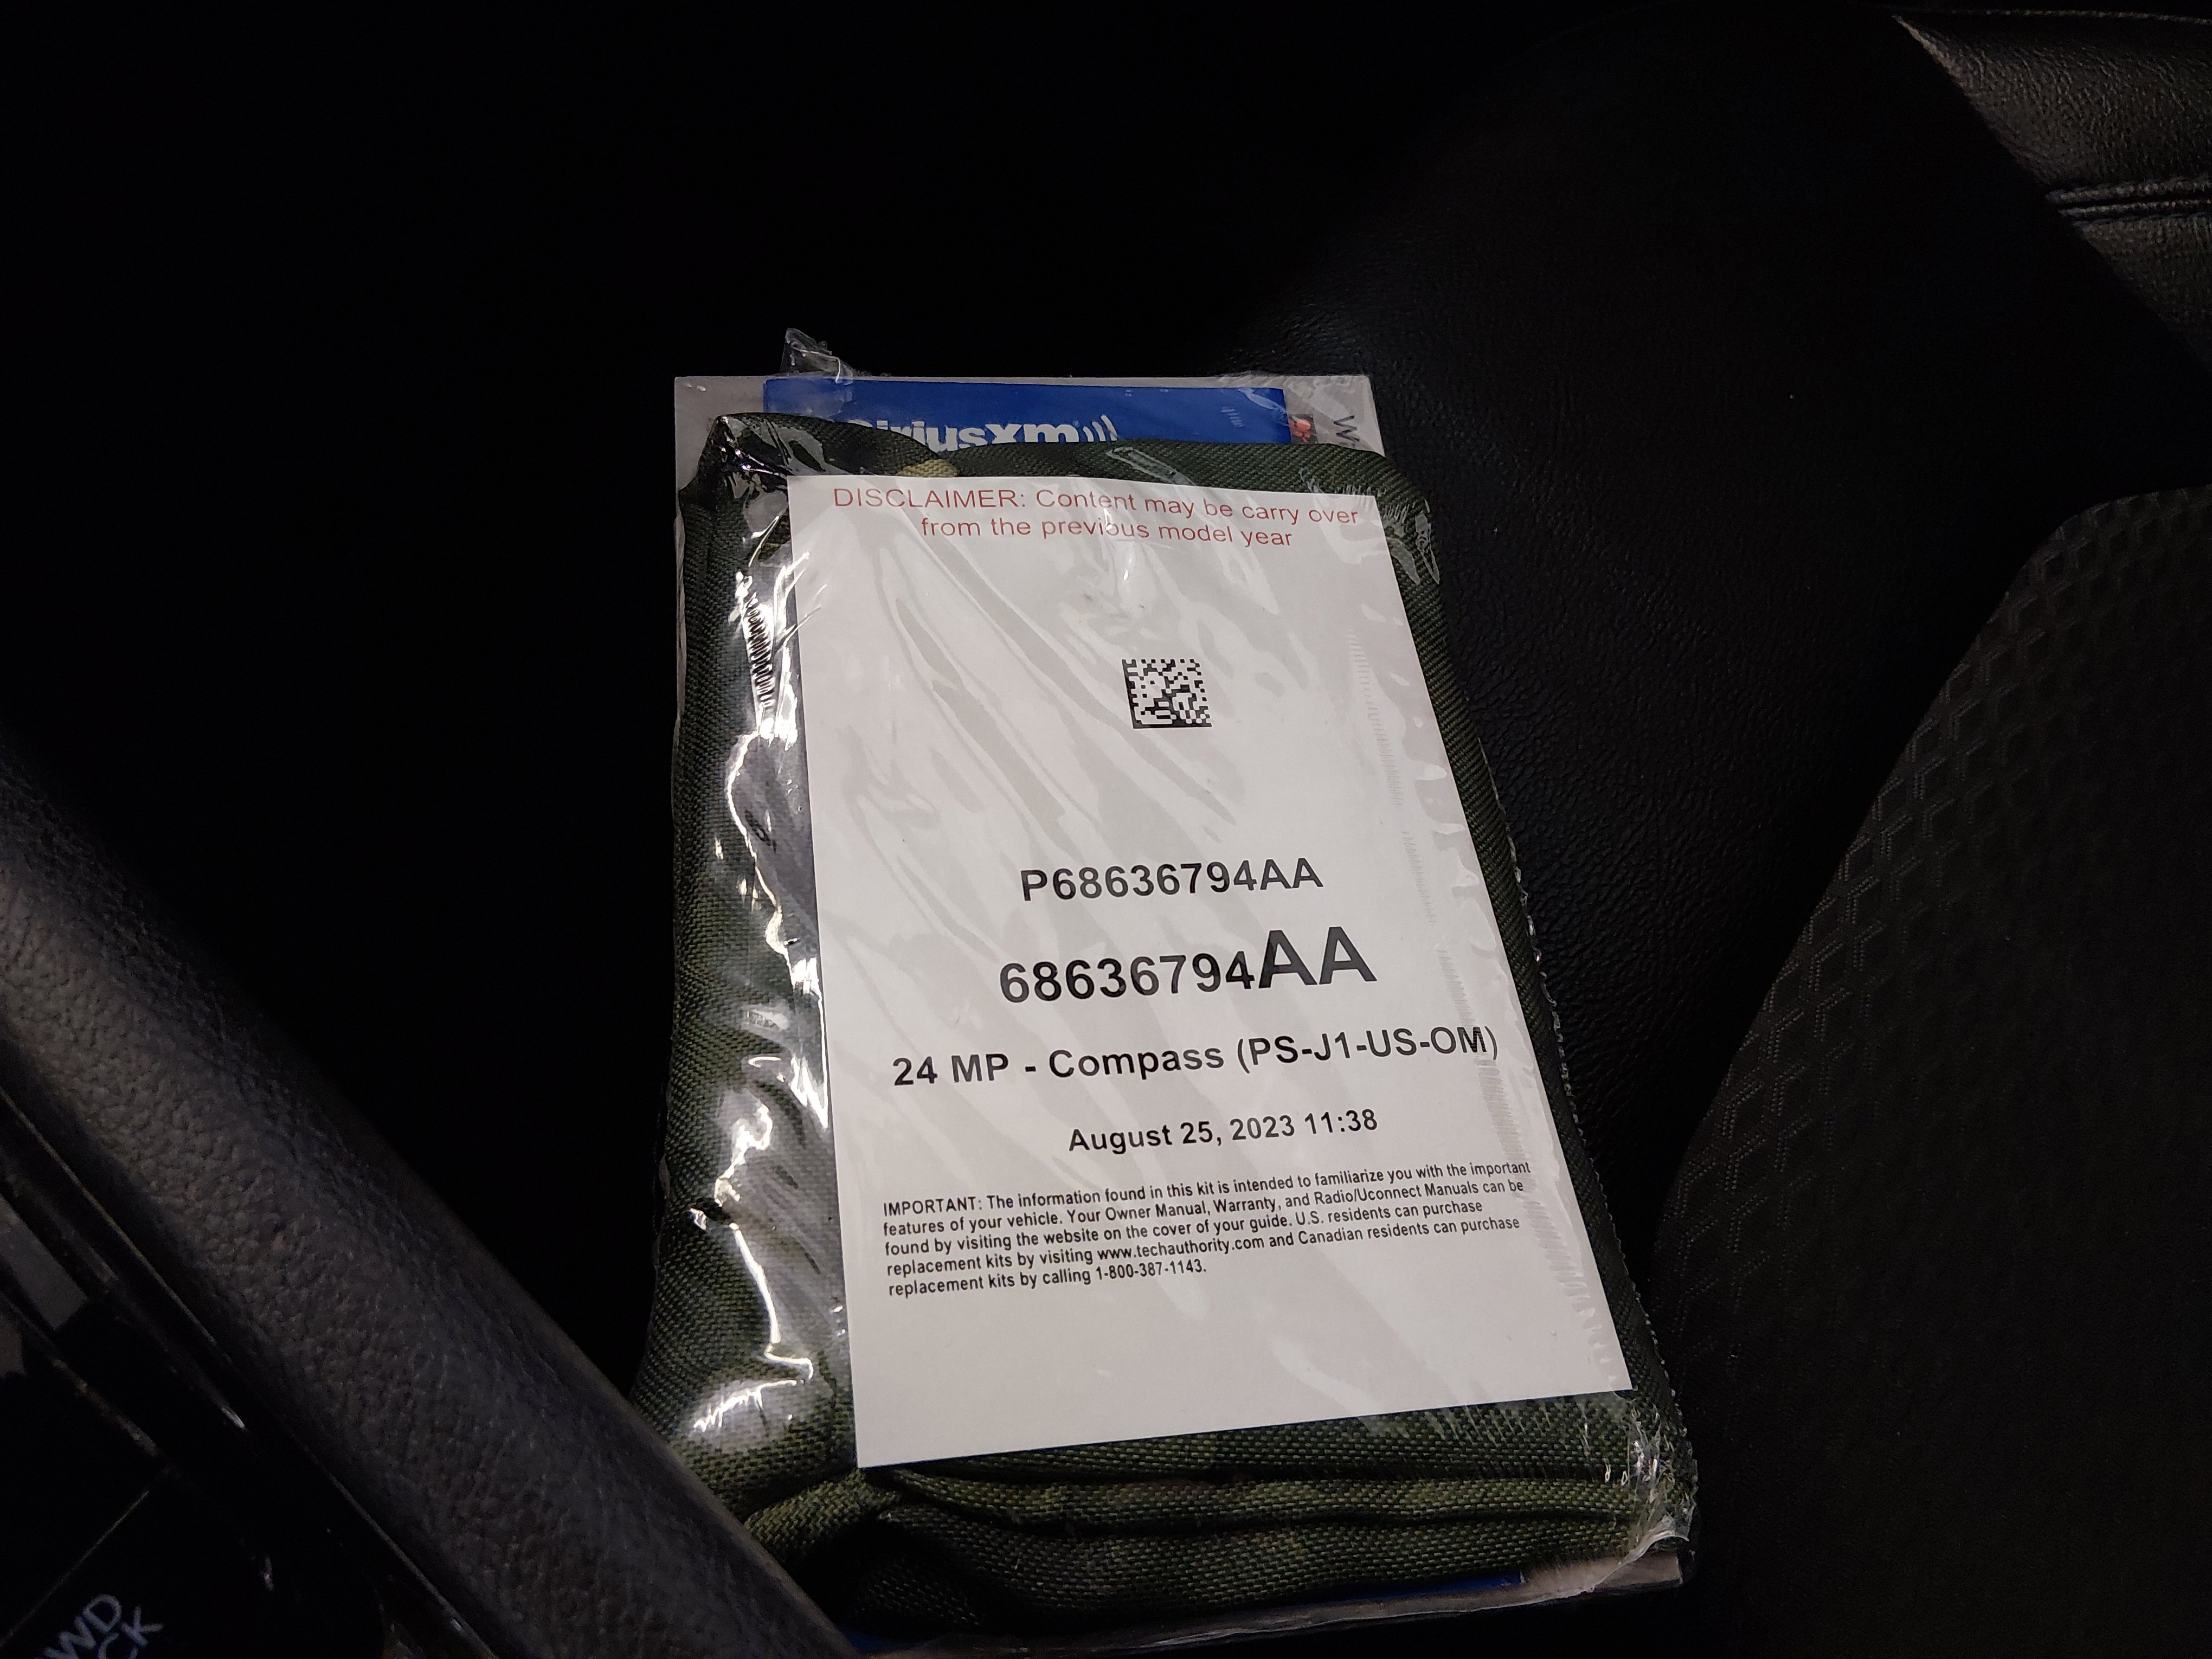 siriusxm
DISCLAIMER: Content may be carry over
from the previous model year
P68636794AA
68636794AA
24 MP - Compass (PS-J1-US-OM)
August 25, 2023 11:38
IMPORTANT: The information found in this kit is intended to familiarize you with the important
features of your vehicle. Your Owner Manual, Warranty, and Radio/Uconnect Manuals can be
found by visiting the website on the cover of your guide. U.S. residents can purchase
replacement kits by visiting www.techauthority.com and Canadian residents can purchase
replacement kits by calling 1-800-387-1143.
WD
CK